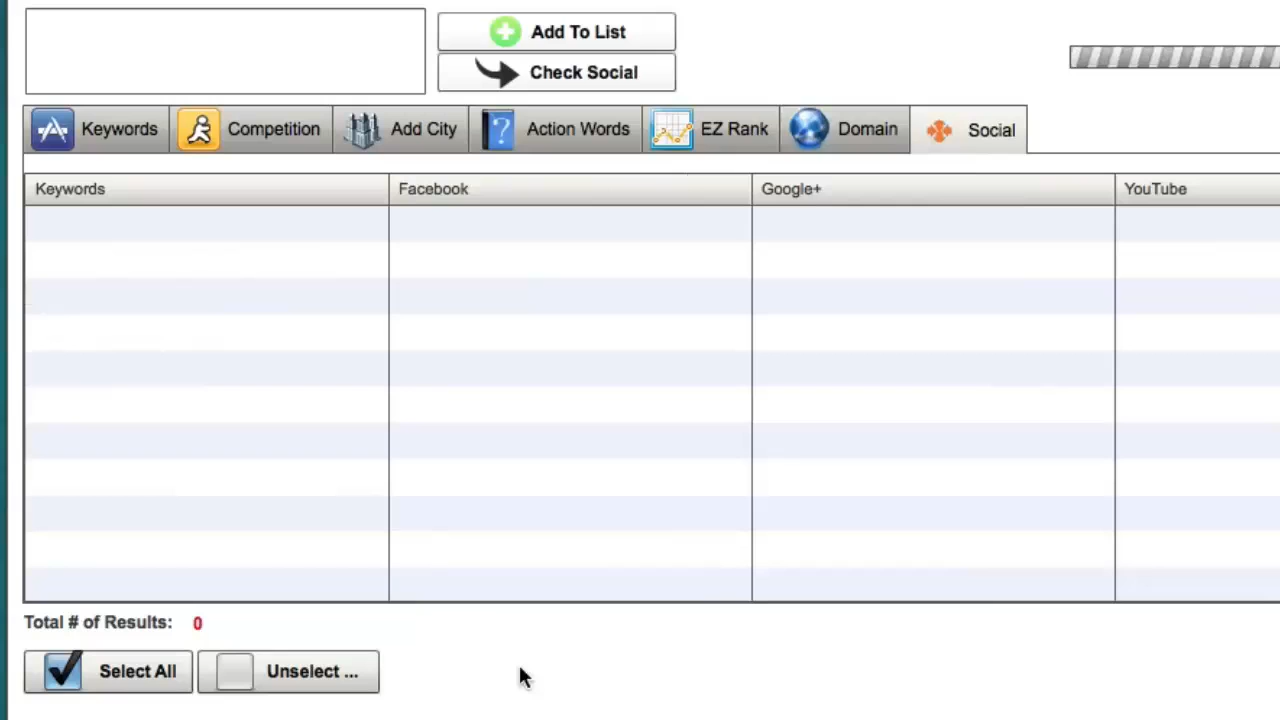 Add To List
Check Social
Keywords Competition Add City Action Words EZ Rank Domain Social
Keywords Facebook Google+ YouTube
Total # of Results: 0
Select All Unselect ...